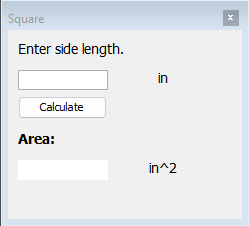 Square
Enter side length.
in
Calculate
Area:
in^2